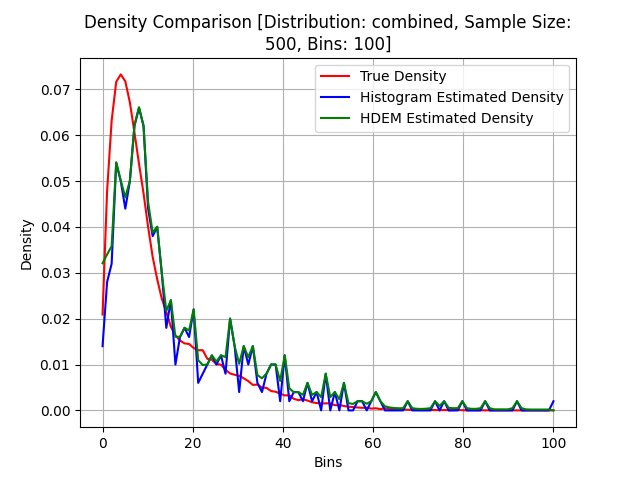 Density Comparison [Distribution: combined, Sample Size:
500, Bins: 100]
True Density
Histogram Estimated Density
HDEM Estimated Density
Density
0.07
0.06
0.05
0.04
0.03
0.02
0.01
0.00
0 20 40 60 80 100
Bins